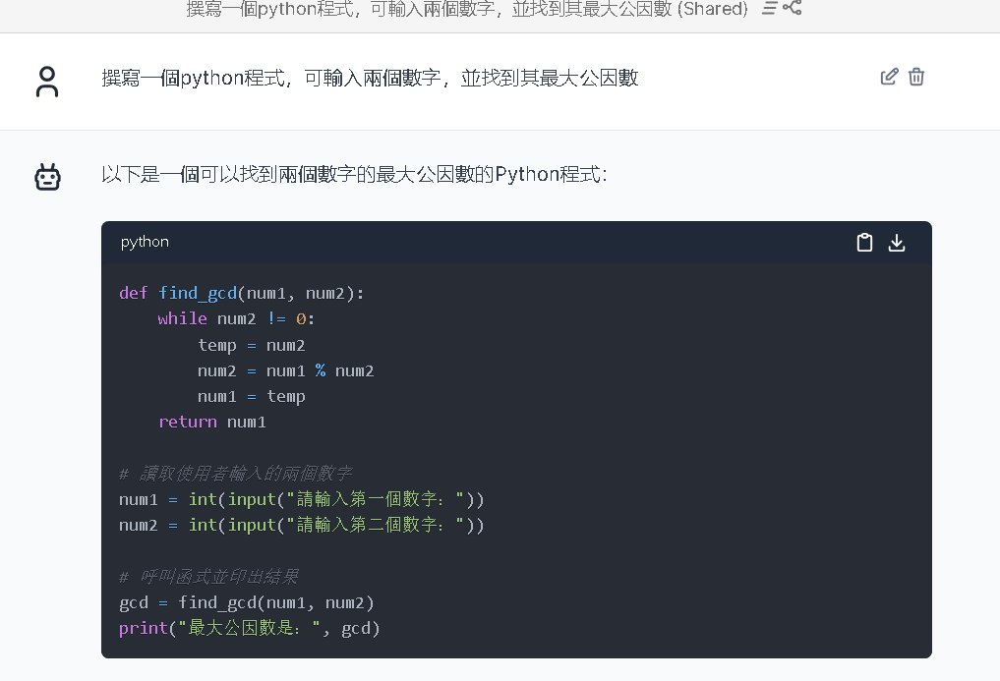 撰寫一個python程式，可輸入兩個數字，並找到其最大公因數 (Shared)
撰寫一個python程式，可輸入兩個數字，並找到其最大公因數
以下是一個可以找到兩個數字的最大公因數的Python程式：
python
def find_gcd(num1, num2):
    while num2 != 0:
        temp = num2
        num2 = num1 % num2
        num1 = temp
    return num1
# 讀取使用者輸入的兩個數字
num1 = int(input("請輸入第一個數字："))
num2 = int(input("請輸入第二個數字："))
# 呼叫函式並印出結果
gcd = find_gcd(num1, num2)
print("最大公因數是：", gcd)